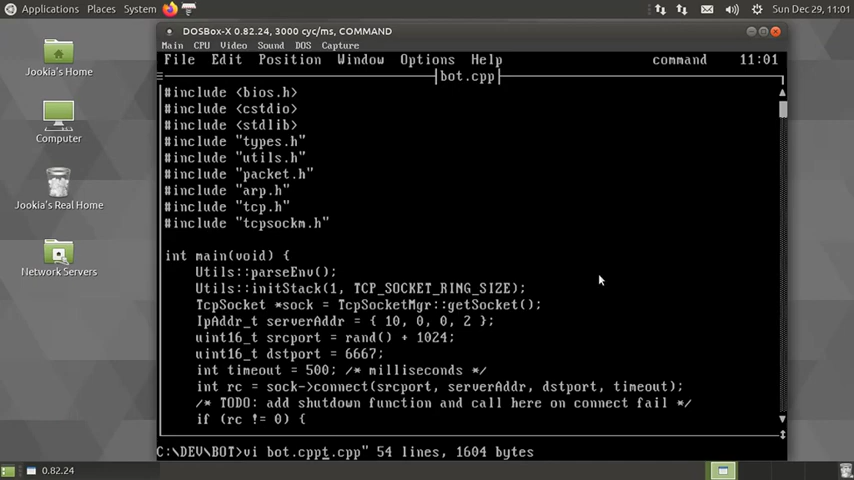 Applications Places System Sun Dec 29, 11:01
DOSBox-X 0.82.24, 3000 cyc/ms, COMMAND
Main CPU Video Sound DOS Capture
File Edit Position Window Options Help command 11:01
bot.cpp
#include <bios.h>
#include <cstdio>
#include <stdlib>
#include "types.h"
#include "utils.h"
#include "packet.h"
#include "arp.h"
#include "tcp.h"
#include "tcpsockm.h"
int main(void) {
Utils::parseEnv();
Utils::initStack(1, TCP_SOCKET_RING_SIZE);
TcpSocket *sock = TcpSocketMgr::getSocket();
IpAddr_t serverAddr = { 10, 0, 0, 2 };
uint16_t srcport = rand() + 1024;
uint16_t dstport = 6667;
int timeout = 500; /* milliseconds */
int rc = sock->connect(srcport, serverAddr, dstport, timeout);
/* TODO: add shutdown function and call here on connect fail */
if (rc != 0) {
C:\DEV\BOT>vi bot.cppt.cpp" 54 lines, 1604 bytes
Jookia's Home
Computer
Jookia's Real Home
Network Servers
0.82.24